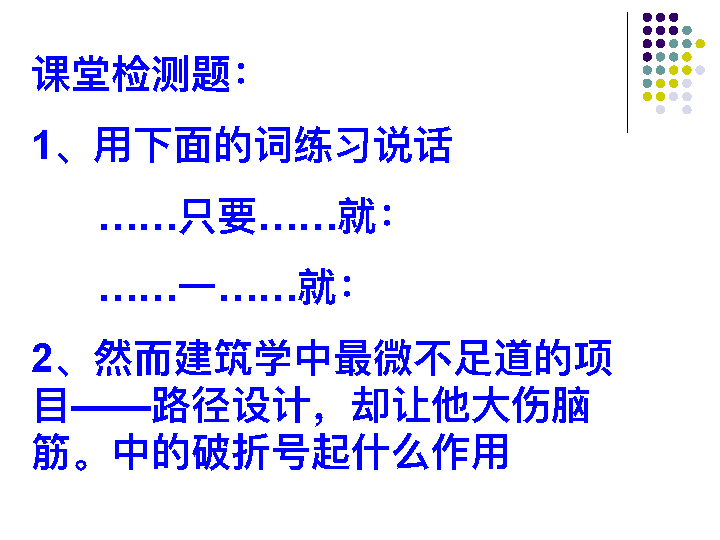 课堂检测题：
1、用下面的词练习说话
……只要……就：
……一……就：
2、然而建筑学中最微不足道的项
目——路径设计，却让他大伤脑
筋。中的破折号起什么作用